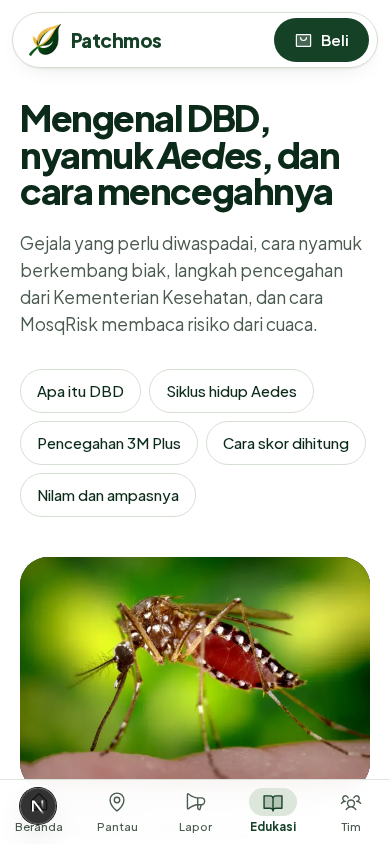 Patchmos
Beli
Mengenal DBD,
nyamuk Aedes, dan
cara mencegahnya
Gejala yang perlu diwaspadai, cara nyamuk
berkembang biak, langkah pencegahan
dari Kementerian Kesehatan, dan cara
MosqRisk membaca risiko dari cuaca.
Apa itu DBD
Siklus hidup Aedes
Pencegahan 3M Plus
Cara skor dihitung
Nilam dan ampasnya
N
Beranda
Pantau
Lapor
Edukasi
Tim